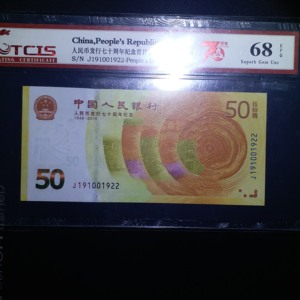 TCIS
China,People's Republic
人民币发行七十周年纪念
S/N J191001922
68
Superb Gem Unc
中国人民银行
人民币发行七十周年纪念
1948-2018
50
50
J191001922
J191001922